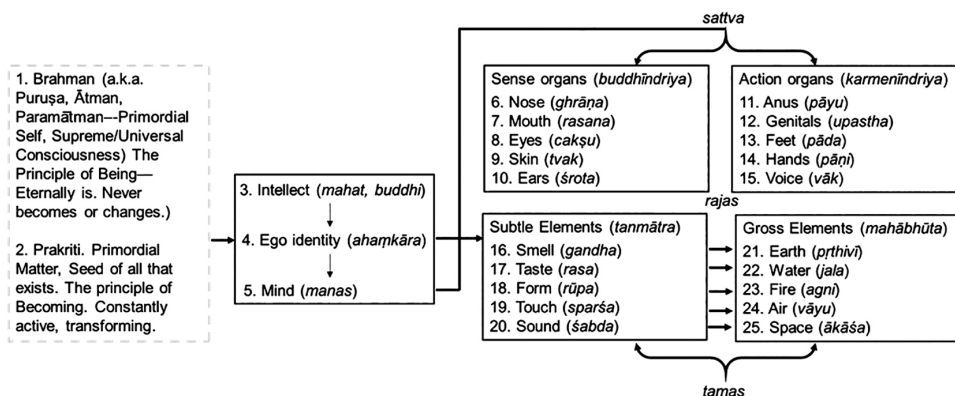 sattva
1. Brahman (a.k.a.
Puruṣa, Ātman,
Paramātman---Primordial
Self, Supreme/Universal
Consciousness) The
Principle of Being—
Eternally is. Never
becomes or changes.)
2. Prakriti. Primordial
Matter, Seed of all that
exists. The principle of
Becoming. Constantly
active, transforming.
3. Intellect (mahat, buddhi)
4. Ego identity (ahaṃkāra)
5. Mind (manas)
Sense organs (buddhīndriya)
6. Nose (ghrāṇa)
7. Mouth (rasana)
8. Eyes (cakṣu)
9. Skin (tvak)
10. Ears (śrota)
Action organs (karmenīndriya)
11. Anus (pāyu)
12. Genitals (upastha)
13. Feet (pāda)
14. Hands (pāṇi)
15. Voice (vāk)
rajas
Subtle Elements (tanmātra)
16. Smell (gandha)
17. Taste (rasa)
18. Form (rūpa)
19. Touch (sparśa)
20. Sound (śabda)
Gross Elements (mahābhūta)
21. Earth (pṛthivī)
22. Water (jala)
23. Fire (agni)
24. Air (vāyu)
25. Space (ākāśa)
tamas